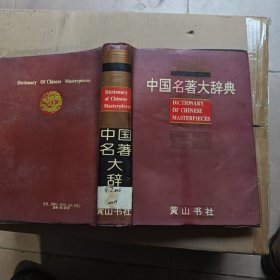 Dictionary Of Chinese Masterpieces
Dictionary
of Chinese
Masterpieces
中国
名著
大
辞
中国名著大辞典
DICTIONARY
OF CHINESE
MASTERPIECES
黄山书社
黄山书社